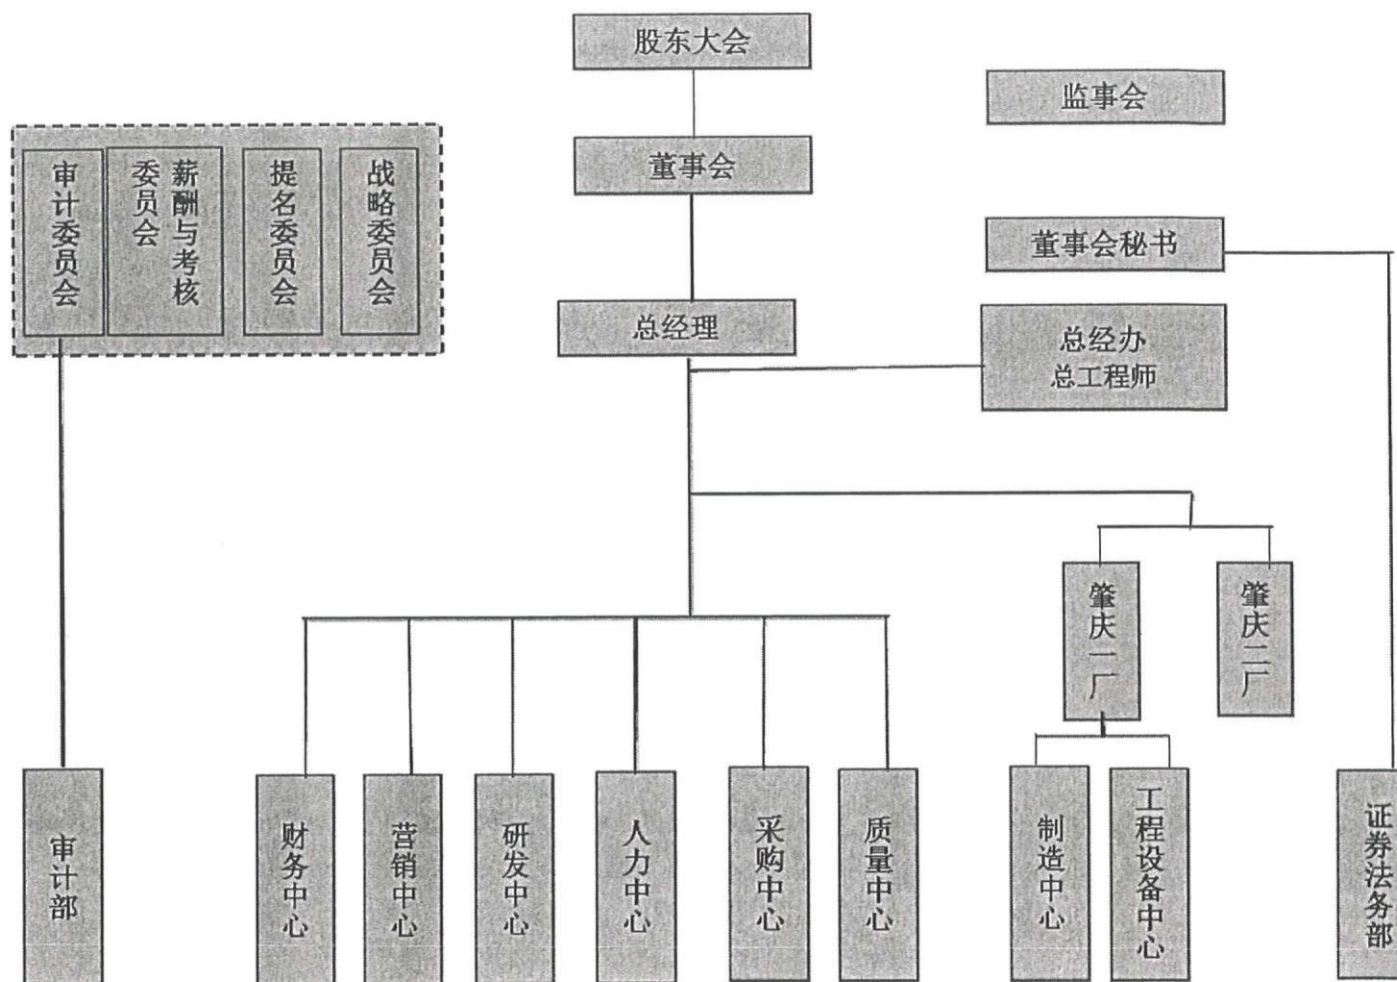 股东大会
监事会
董事会
审计委员会
薪酬与考核
委员会
提名委员会
战略委员会
董事会秘书
总经理
总经办
总工程师
肇庆一厂
肇庆二厂
审计部
财务中心
营销中心
研发中心
人力中心
采购中心
质量中心
制造中心
工程设备中心
证券法务部